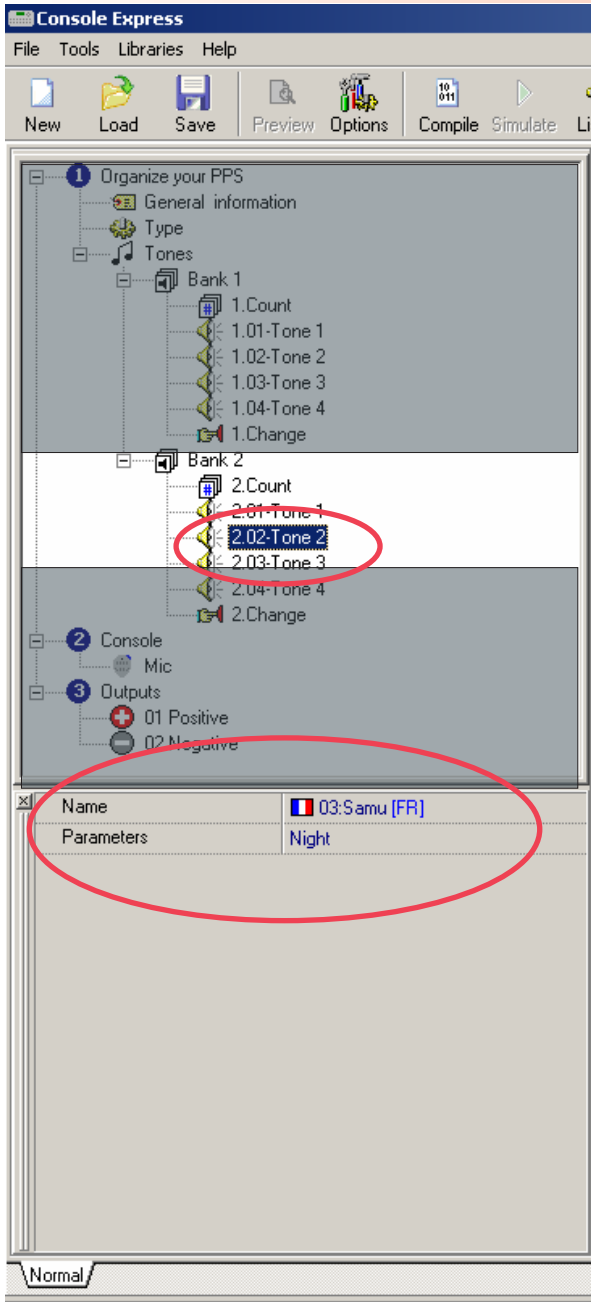 Console Express
File Tools Libraries Help
New Load Save Preview Options Compile Simulate Li
1 Organize your PPS
General information
Type
Tones
Bank 1
1.Count
1.01-Tone 1
1.02-Tone 2
1.03-Tone 3
1.04-Tone 4
1.Change
Bank 2
2.Count
2.01-Tone 1
2.02-Tone 2
2.03-Tone 3
2.04-Tone 4
2.Change
2 Console
Mic
3 Outputs
01 Positive
02 Negative
Name 03:Samu [FR]
Parameters Night
Normal